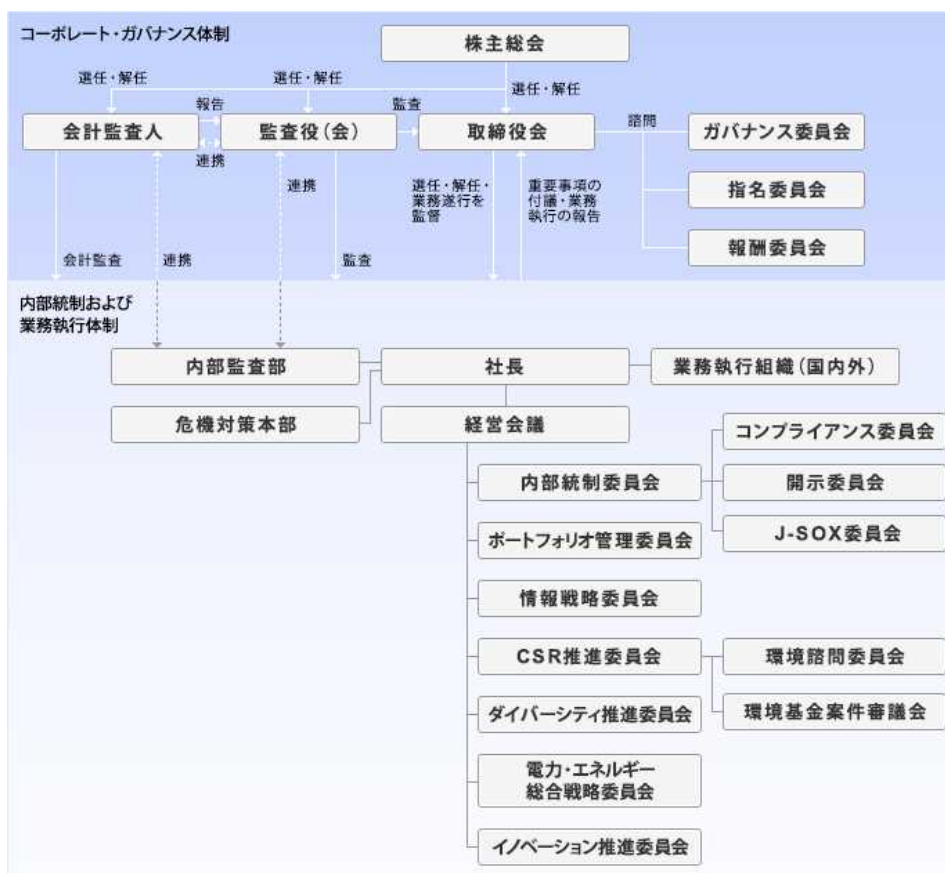 コーポレート・ガバナンス体制
株主総会
選任・解任
選任・解任
選任・解任
報告
監査
会計監査人
監査役(会)
取締役会
諮問
ガバナンス委員会
連携
連携
選任・解任・
業務遂行を
監督
重要事項の
付議・業務
執行の報告
指名委員会
報酬委員会
会計監査
連携
監査
内部統制および
業務執行体制
内部監査部
社長
業務執行組織(国内外)
危機対策本部
経営会議
コンプライアンス委員会
内部統制委員会
開示委員会
J-SOX委員会
ポートフォリオ管理委員会
情報戦略委員会
CSR推進委員会
環境諮問委員会
ダイバーシティ推進委員会
環境基金案件審議会
電力・エネルギー
総合戦略委員会
イノベーション推進委員会